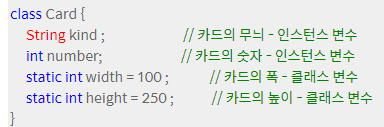 class Card {
String kind ; // 카드의 무늬 - 인스턴스 변수
int number; // 카드의 숫자 - 인스턴스 변수
static int width = 100 ; // 카드의 폭 - 클래스 변수
static int height = 250 ; // 카드의 높이 - 클래스 변수
}